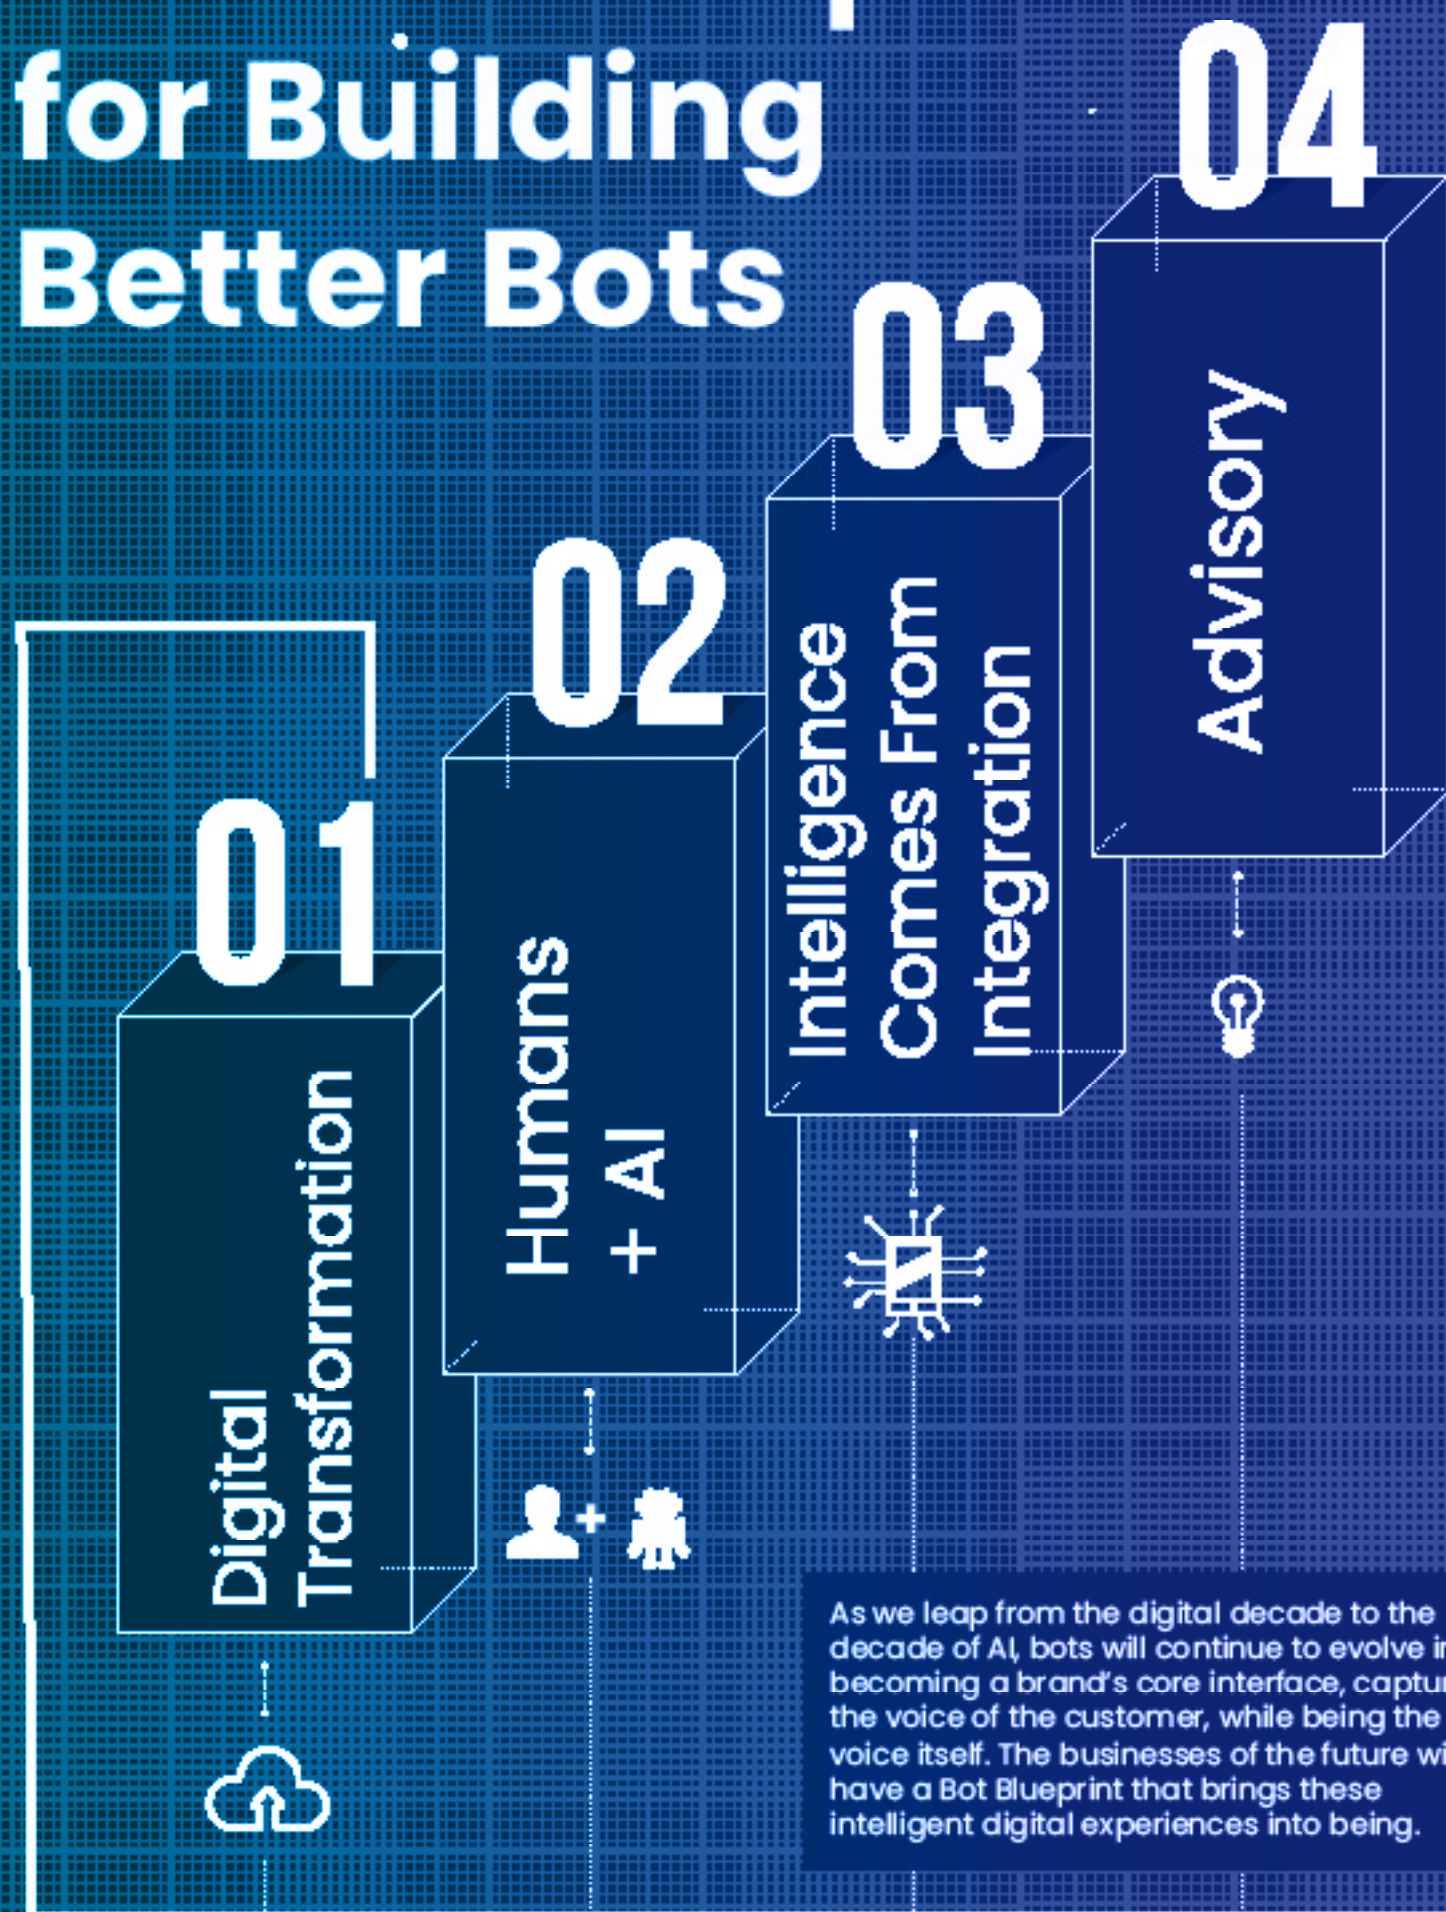 for Building
Better Bots
04
03
02
01
Advisory
Intelligence
Comes From
Integration
Humans
+ AI
Digital
Transformation
As we leap from the digital decade to the
decade of AI, bots will continue to evolve
becoming a brand's core interface,
the voice of the customer, while being the
voice itself. The businesses of the future
have a Bot Blueprint that brings these
intelligent digital experiences into being.